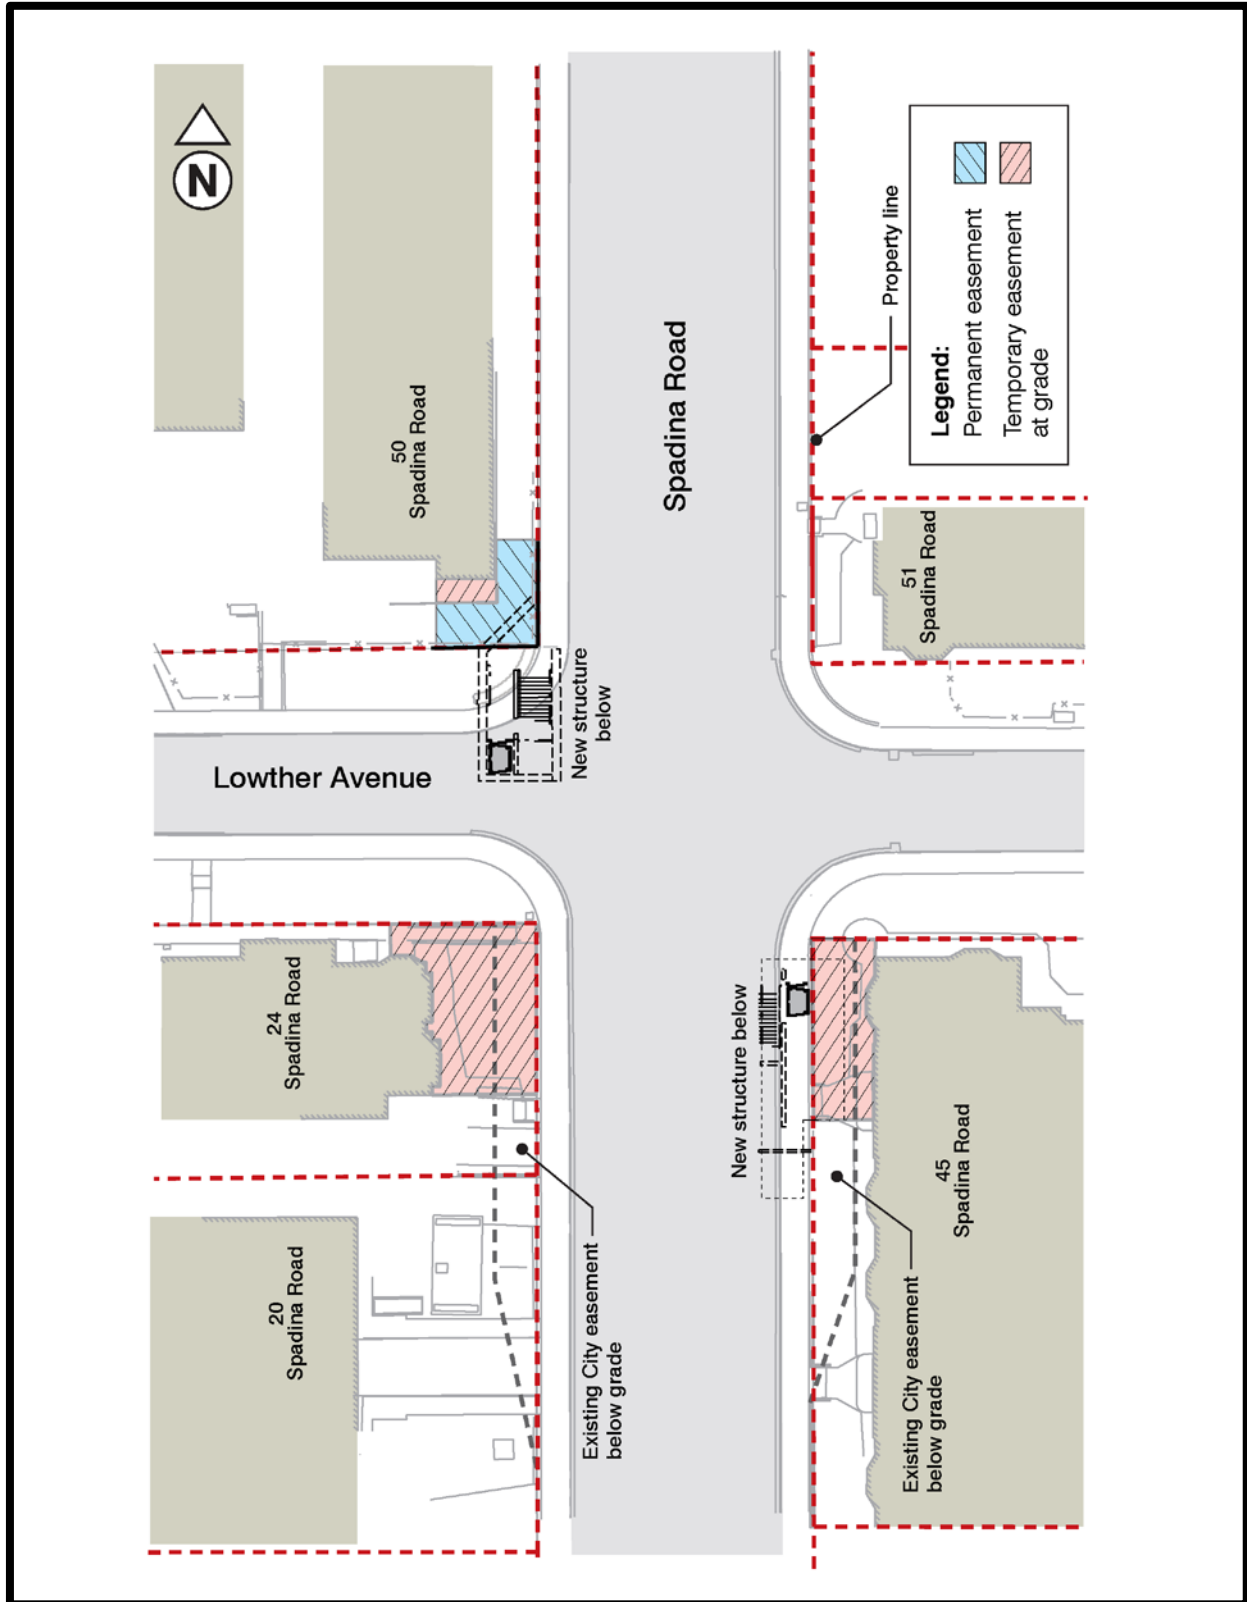 N
50
Spadina Road
Spadina Road
Property line
Legend:
Permanent easement
Temporary easement
at grade
51
Spadina Road
New structure
below
Lowther Avenue
24
Spadina Road
New structure below
45
Spadina Road
20
Spadina Road
Existing City easement
below grade
Existing City easement
below grade